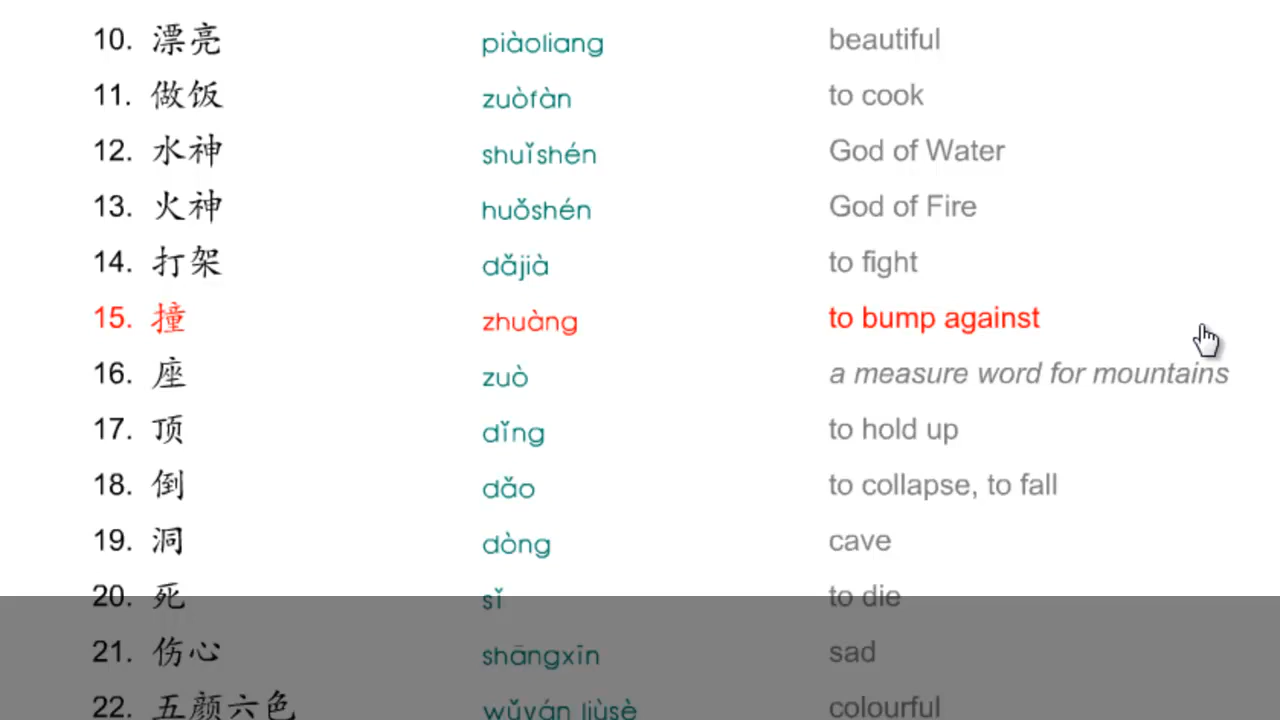 10. 漂亮 piàoliang beautiful
11. 做饭 zuòfàn to cook
12. 水神 shuǐshén God of Water
13. 火神 huǒshén God of Fire
14. 打架 dǎjià to fight
15. 撞 zhuàng to bump against
16. 座 zuò a measure word for mountains
17. 顶 dǐng to hold up
18. 倒 dǎo to collapse, to fall
19. 洞 dòng cave
20. 死 sǐ to die
21. 伤心 shāngxīn sad
22. 五颜六色 wǔyán liùsè colourful